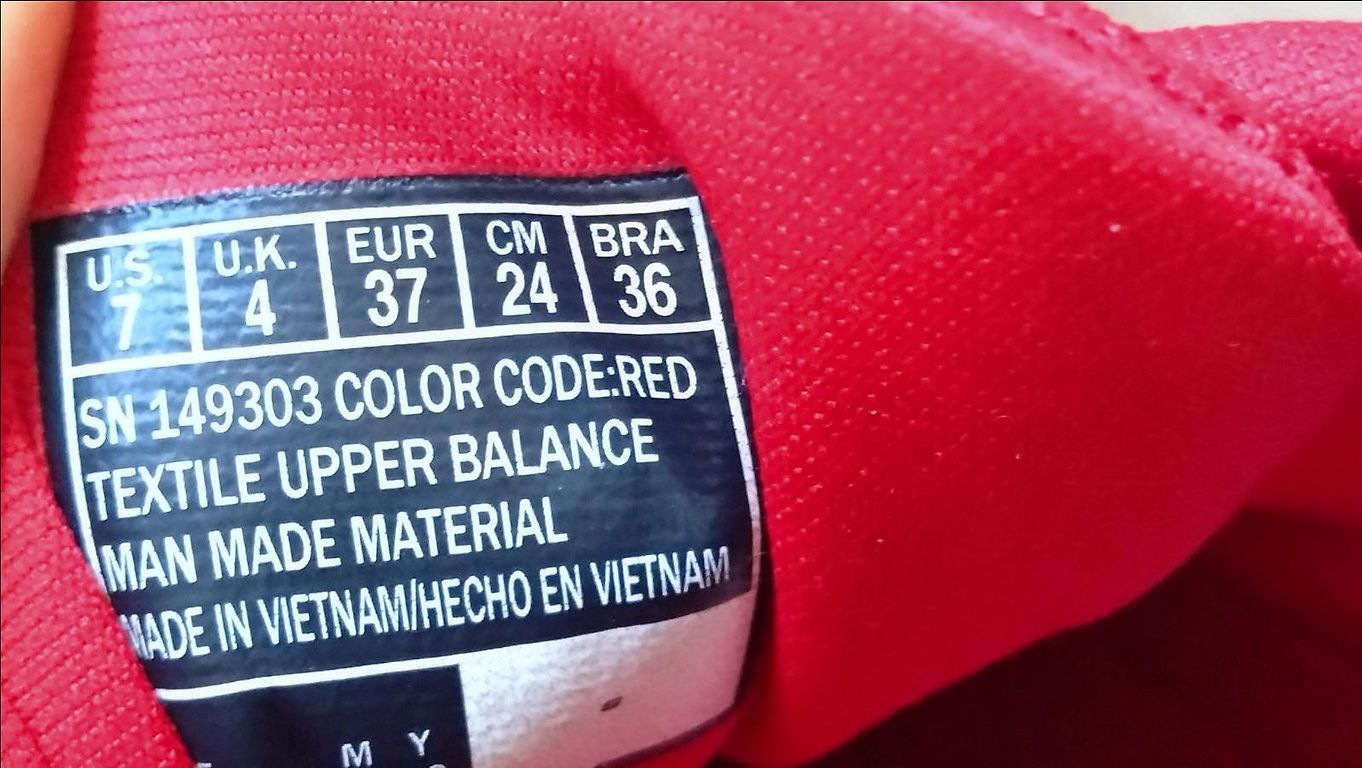 U.S. U.K. EUR CM BRA
7 4 37 24 36
SN 149303 COLOR CODE:RED
TEXTILE UPPER BALANCE
MAN MADE MATERIAL
MADE IN VIETNAM/HECHO EN VIETNAM
M Y